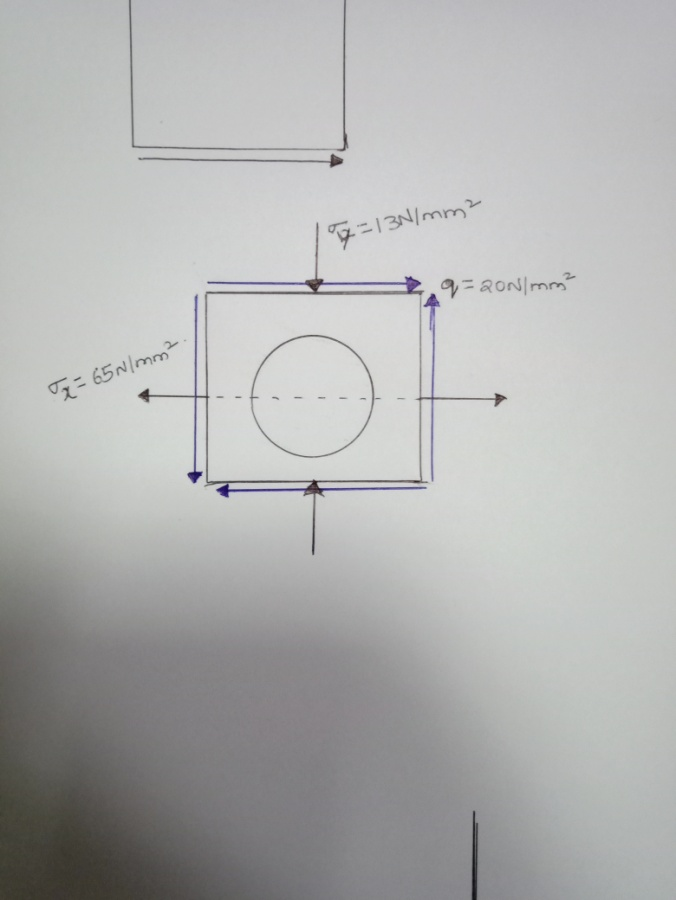 σy = 13N/mm²
q = 20N/mm²
σx = 65N/mm²